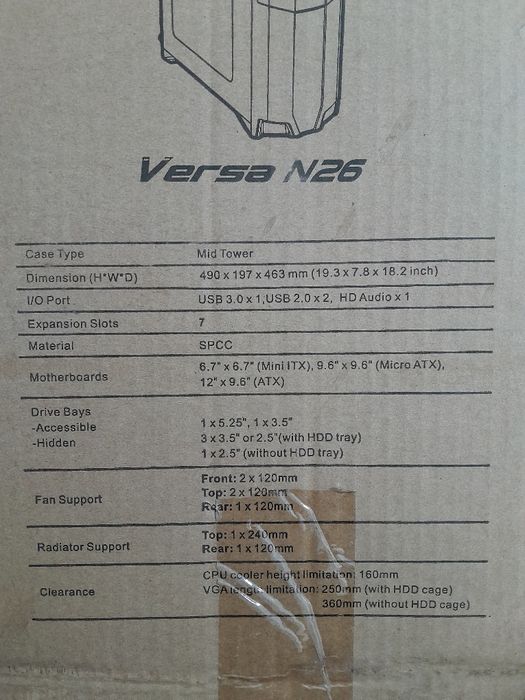 Versa N26
Case Type Mid Tower
Dimension (H*W*D) 490 x 197 x 463 mm (19.3 x 7.8 x 18.2 inch)
I/O Port USB 3.0 x 1,USB 2.0 x 2, HD Audio x 1
Expansion Slots 7
Material SPCC
Motherboards 6.7" x 6.7" (Mini ITX), 9.6" x 9.6" (Micro ATX),
12" x 9.6" (ATX)
Drive Bays
-Accessible 1 x 5.25", 1 x 3.5"
-Hidden 3 x 3.5" or 2.5"(with HDD tray)
1 x 2.5" (without HDD tray)
Front: 2 x 120mm
Fan Support Top: 2 x 120mm
Rear: 1 x 120mm
Radiator Support Top: 1 x 240mm
Rear: 1 x 120mm
CPU cooler height limitation: 160mm
Clearance VGA length limitation: 250mm (with HDD cage)
360mm (without HDD cage)